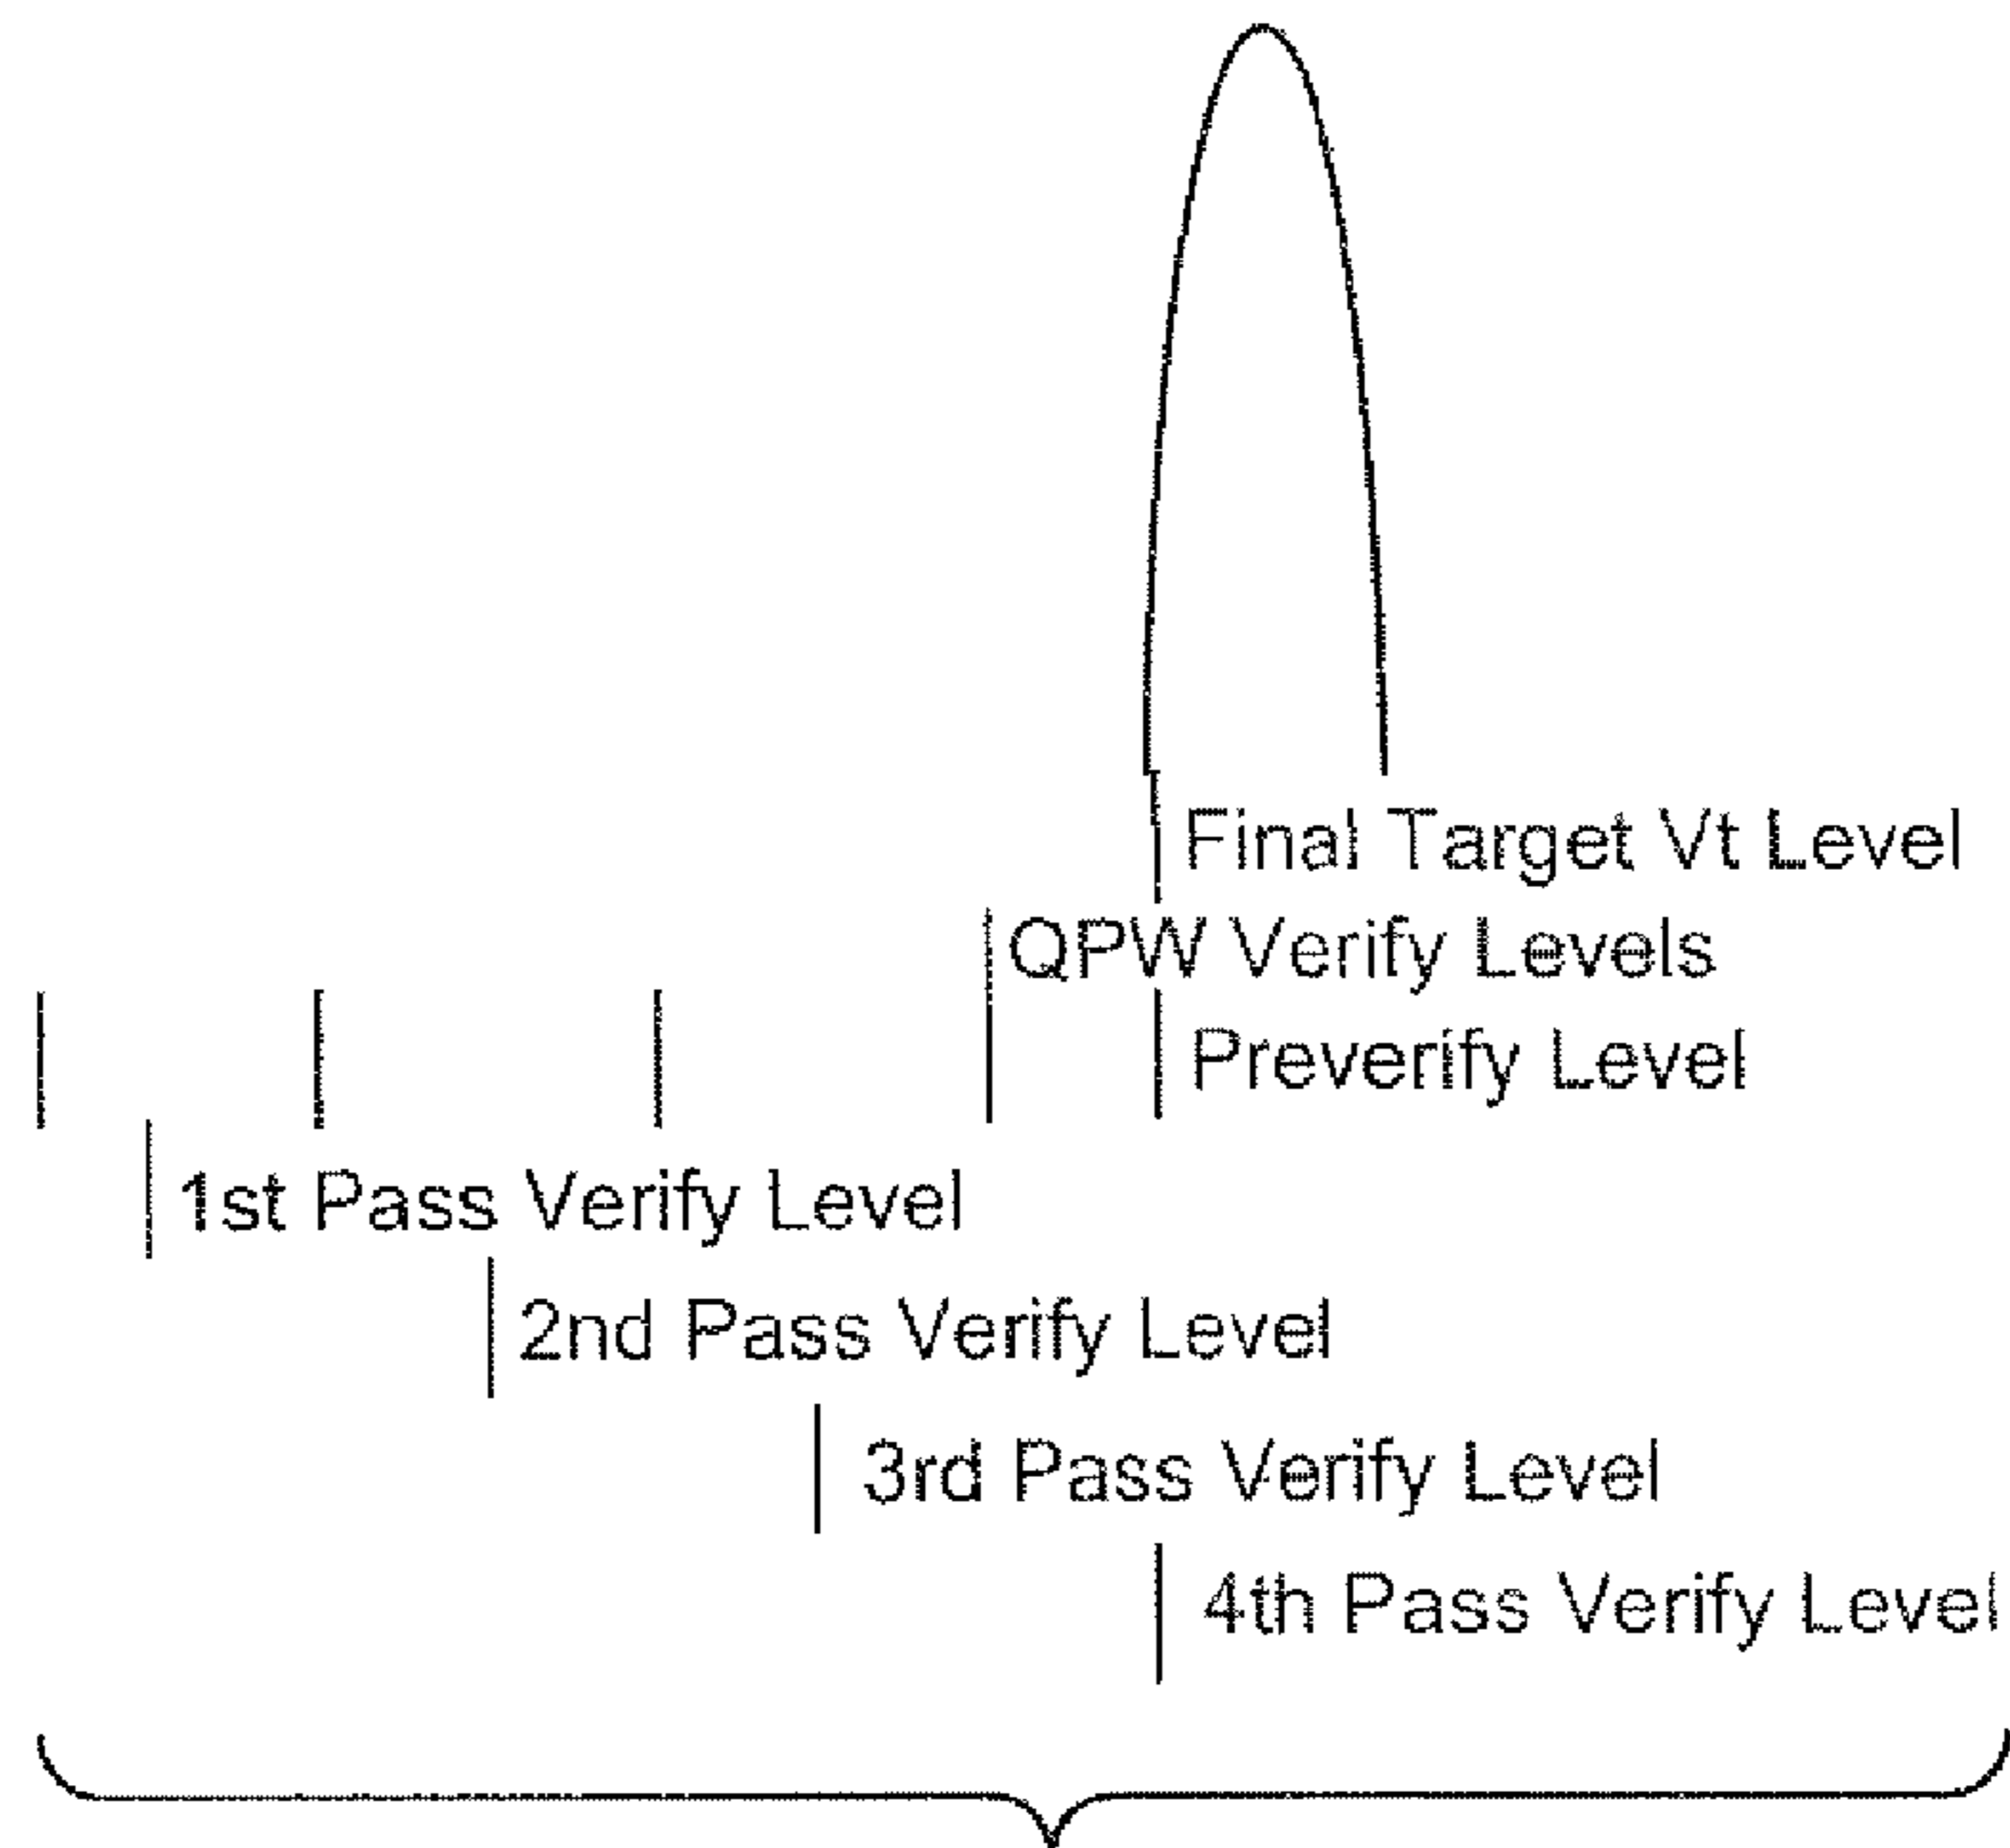 Final Target Vt Level
QPW Verify Levels
Preverify Level
1st Pass Verify Level
2nd Pass Verify Level
3rd Pass Verify Level
4th Pass Verify Level